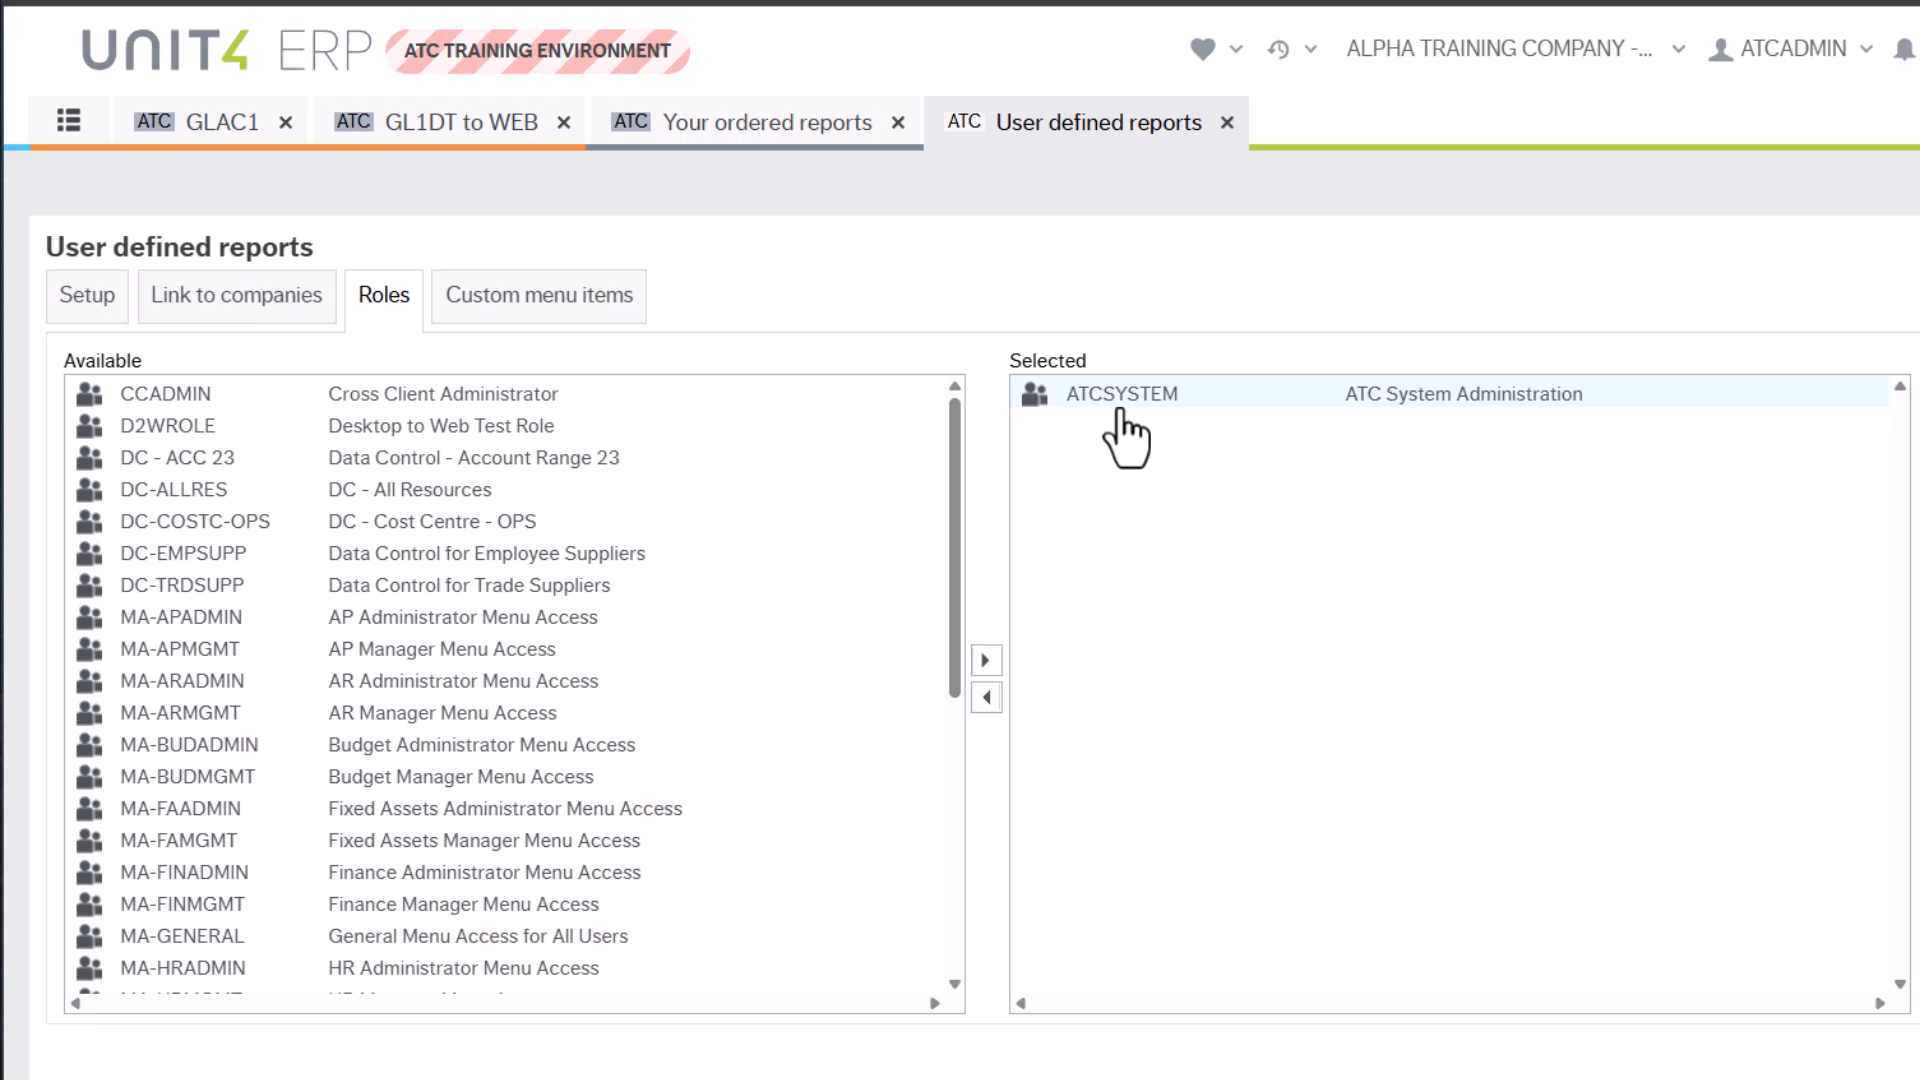 UNIT4 ERP ATC TRAINING ENVIRONMENT ALPHA TRAINING COMPANY -... ATCADMIN
ATC GLAC1 ATC GL1DT to WEB ATC Your ordered reports ATC User defined reports
User defined reports
Setup Link to companies Roles Custom menu items
Available Selected
CCADMIN Cross Client Administrator ATCSYSTEM ATC System Administration
D2WROLE Desktop to Web Test Role
DC - ACC 23 Data Control - Account Range 23
DC-ALLRES DC - All Resources
DC-COSTC-OPS DC - Cost Centre - OPS
DC-EMPSUPP Data Control for Employee Suppliers
DC-TRDSUPP Data Control for Trade Suppliers
MA-APADMIN AP Administrator Menu Access
MA-APMGMT AP Manager Menu Access
MA-ARADMIN AR Administrator Menu Access
MA-ARMGMT AR Manager Menu Access
MA-BUDADMIN Budget Administrator Menu Access
MA-BUDMGMT Budget Manager Menu Access
MA-FAADMIN Fixed Assets Administrator Menu Access
MA-FAMGMT Fixed Assets Manager Menu Access
MA-FINADMIN Finance Administrator Menu Access
MA-FINMGMT Finance Manager Menu Access
MA-GENERAL General Menu Access for All Users
MA-HRADMIN HR Administrator Menu Access